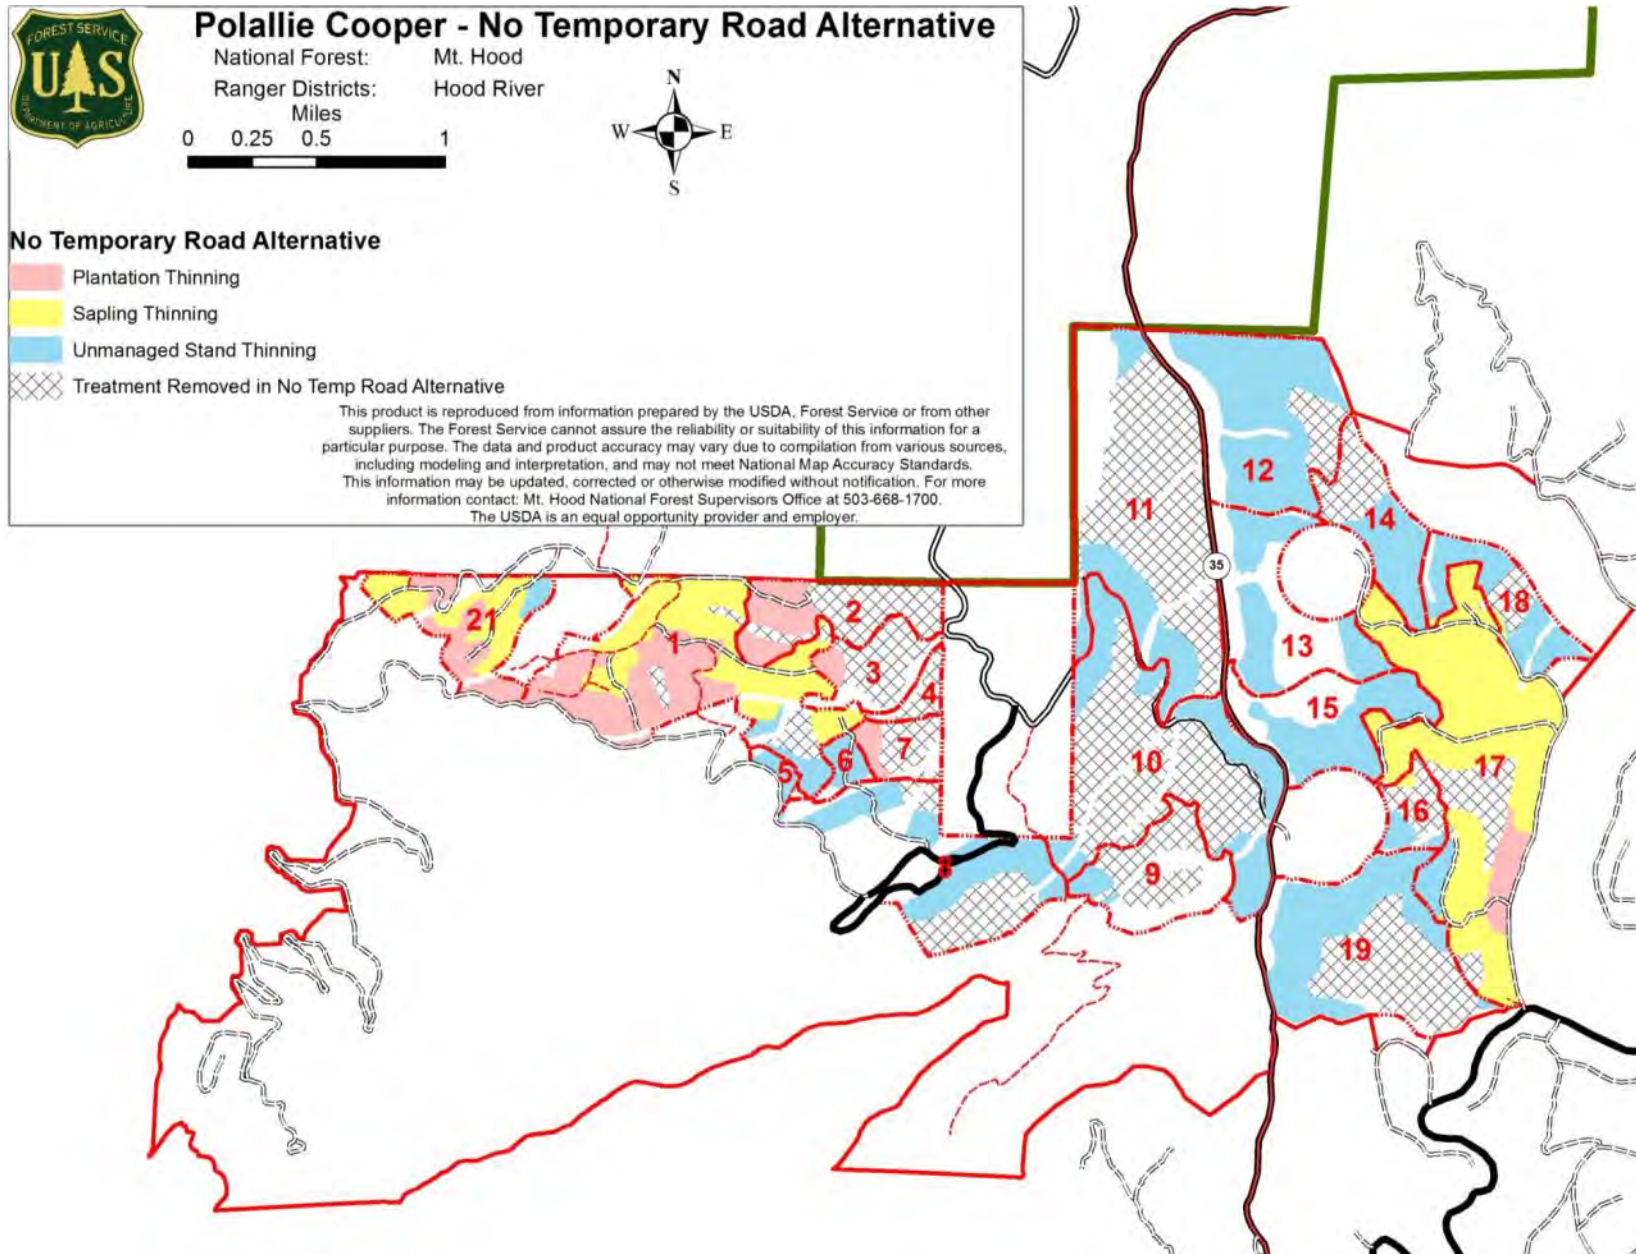 FOREST SERVICE
UAS
DEPARTMENT OF AGRICULTURE
Polallie Cooper - No Temporary Road Alternative
National Forest: Mt. Hood
Ranger Districts: Hood River
Miles
0 0.25 0.5 1
N
W E
S
No Temporary Road Alternative
Plantation Thinning
Sapling Thinning
Unmanaged Stand Thinning
Treatment Removed in No Temp Road Alternative
This product is reproduced from information prepared by the USDA, Forest Service or from other
suppliers. The Forest Service cannot assure the reliability or suitability of this information for a
particular purpose. The data and product accuracy may vary due to compilation from various sources,
including modeling and interpretation, and may not meet National Map Accuracy Standards.
This information may be updated, corrected or otherwise modified without notification. For more
information contact: Mt. Hood National Forest Supervisors Office at 503-668-1700.
The USDA is an equal opportunity provider and employer.
12
11
14
35
2
18
21
1
13
3
4
15
7
6
5
10
17
16
8
9
19